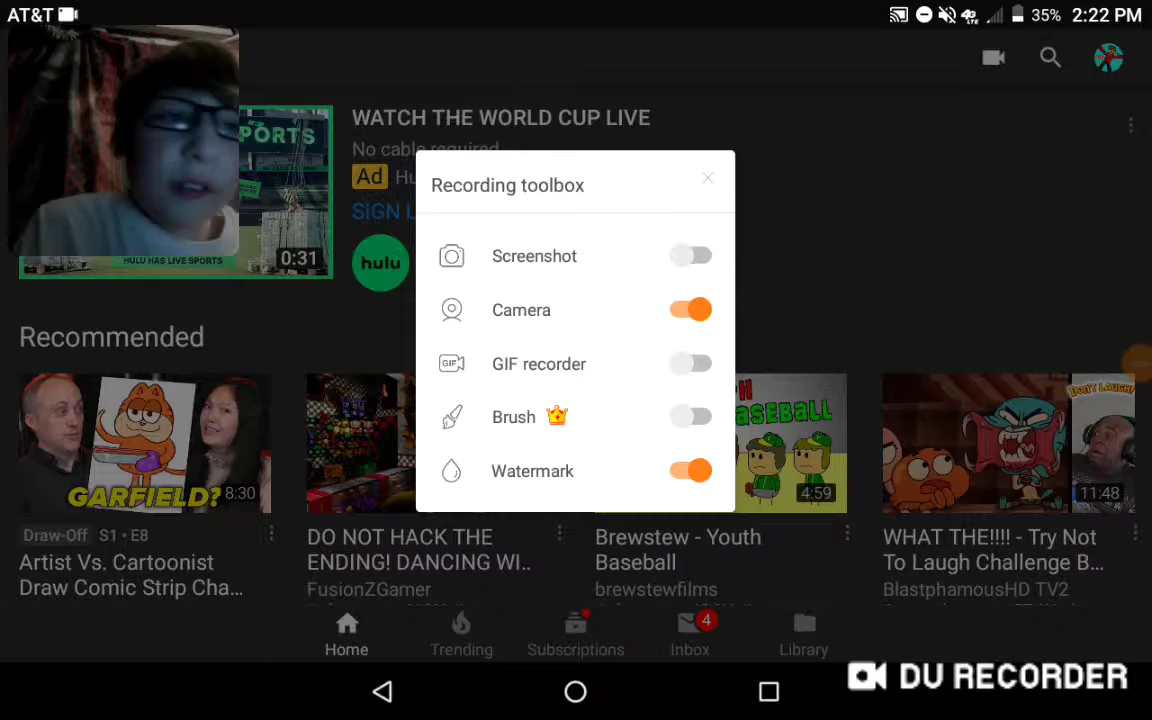 AT&T
35% 2:22 PM
PORTS
HULU HAS LIVE SPORTS
0:31
WATCH THE WORLD CUP LIVE
No cable required
Ad
SIGN
hulu
Recording toolbox
Screenshot
Camera
GIF recorder
GIF
Brush
Watermark
Recommended
GARFIELD?
8:30
BASEBALL
4:59
DON'T LAUGH!
11:48
Draw-Off S1 • E8
Artist Vs. Cartoonist
Draw Comic Strip Cha...
DO NOT HACK THE
ENDING! DANCING WI..
FusionZGamer
Brewstew - Youth
Baseball
brewstewfilms
WHAT THE!!!! - Try Not
To Laugh Challenge B...
BlastphamousHD TV2
4
Home Trending Subscriptions Inbox Library
DU RECORDER